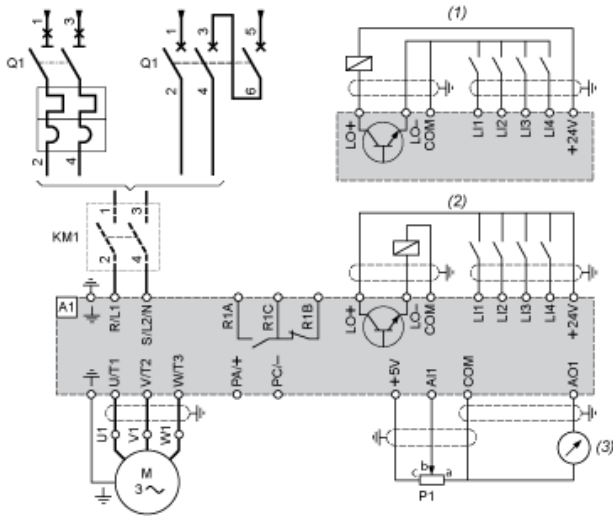 1 3
Q1
2 4
1 3 5
Q1
2 4 6
(1)
LO+ LO– COM LI1 LI2 LI3 LI4 +24V
KM1
1 3
2 4
(2)
A1
R/L1 S/L2/N R1A R1C R1B LO+ LO– COM LI1 LI2 LI3 LI4 +24V
U/T1 V/T2 W/T3 PA/+ PC/– +5V AI1 COM AO1
U1 V1 W1
M
3 ~
c b a
P1
(3)